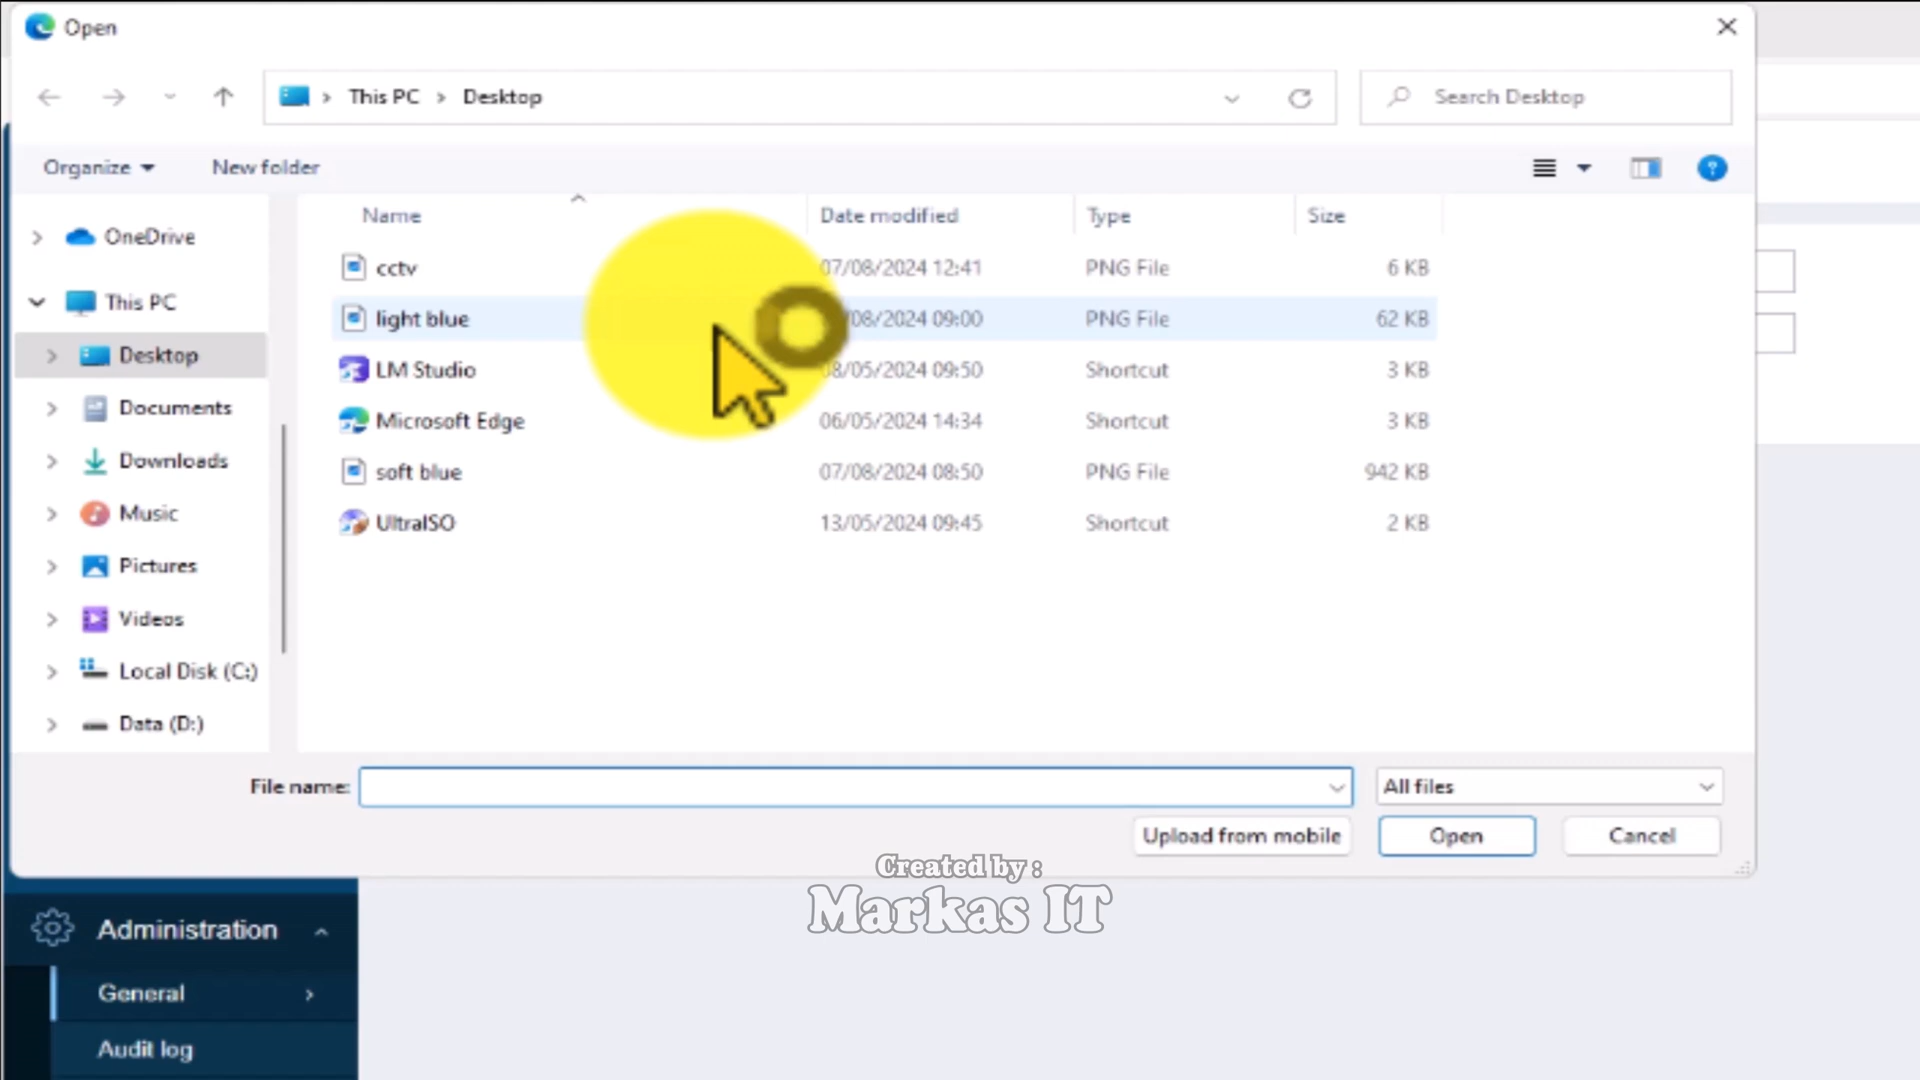 Open
This PC > Desktop
Search Desktop
Organize
New folder
Name
Date modified
Type
Size
OneDrive
This PC
Desktop
Documents
Downloads
Music
Pictures
Videos
Local Disk (C:)
Data (D:)
cctv 07/08/2024 12:41 PNG File 6 KB
light blue /08/2024 09:00 PNG File 62 KB
LM Studio 08/05/2024 09:50 Shortcut 3 KB
Microsoft Edge 06/05/2024 14:34 Shortcut 3 KB
soft blue 07/08/2024 08:50 PNG File 942 KB
UltraISO 13/05/2024 09:45 Shortcut 2 KB
File name:
All files
Upload from mobile
Open
Cancel
Created by :
Markas IT
Administration
General
Audit log